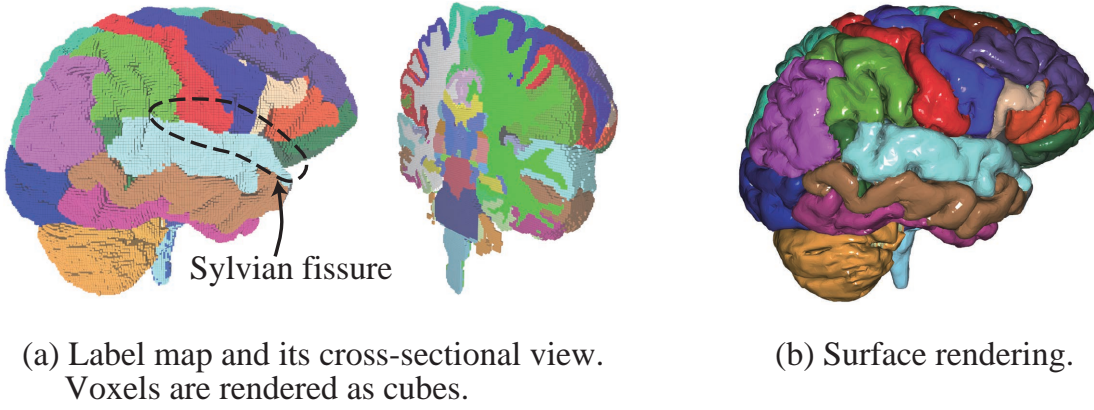 Sylvian fissure
(a) Label map and its cross-sectional view.
Voxels are rendered as cubes.
(b) Surface rendering.